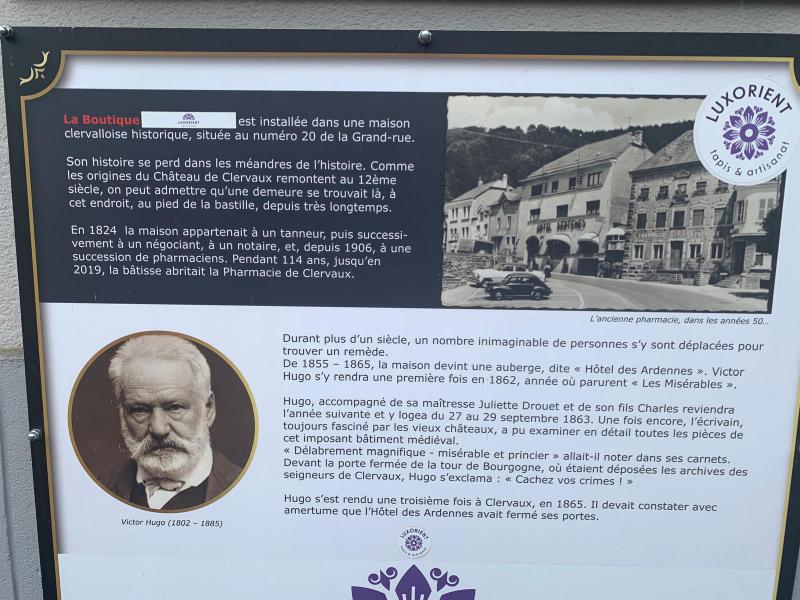 La Boutique LUXORIENT est installée dans une maison
clervalloise historique, située au numéro 20 de la Grand-rue.
Son histoire se perd dans les méandres de l'histoire. Comme
les origines du Château de Clervaux remontent au 12ème
siècle, on peut admettre qu'une demeure se trouvait là, à
cet endroit, au pied de la bastille, depuis très longtemps.
En 1824 la maison appartenait à un tanneur, puis successi-
vement à un négociant, à un notaire, et, depuis 1906, à une
succession de pharmaciens. Pendant 114 ans, jusqu'en
2019, la bâtisse abritait la Pharmacie de Clervaux.
LUXORIENT
tapis & artisanat
HOTEL
L'ancienne pharmacie, dans les années 50...
Durant plus d'un siècle, un nombre inimaginable de personnes s'y sont déplacées pour
trouver un remède.
De 1855 – 1865, la maison devint une auberge, dite « Hôtel des Ardennes ». Victor
Hugo s'y rendra une première fois en 1862, année où parurent « Les Misérables ».
Hugo, accompagné de sa maîtresse Juliette Drouet et de son fils Charles reviendra
l'année suivante et y logea du 27 au 29 septembre 1863. Une fois encore, l'écrivain,
toujours fasciné par les vieux châteaux, a pu examiner en détail toutes les pièces de
cet imposant bâtiment médiéval.
« Délabrement magnifique - misérable et princier » allait-il noter dans ses carnets.
Devant la porte fermée de la tour de Bourgogne, où étaient déposées les archives des
seigneurs de Clervaux, Hugo s'exclama : « Cachez vos crimes ! »
Hugo s'est rendu une troisième fois à Clervaux, en 1865. Il devait constater avec
amertume que l'Hôtel des Ardennes avait fermé ses portes.
Victor Hugo (1802 – 1885)
LUXORIENT
tapis & artisanat